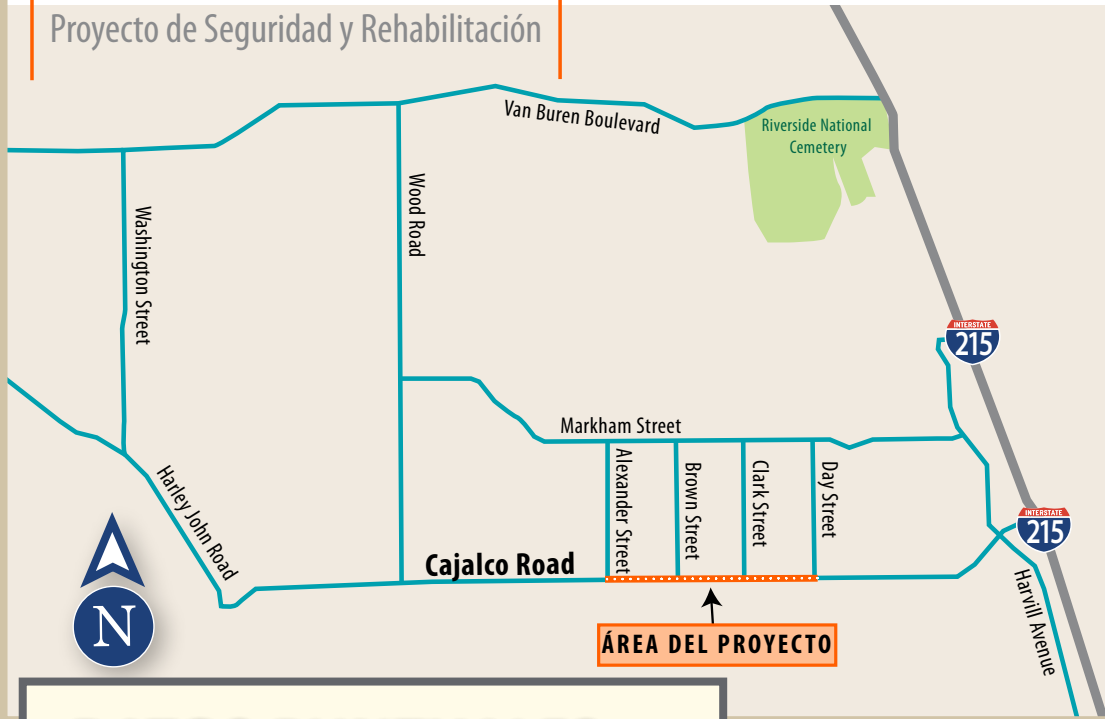 Proyecto de Seguridad y Rehabilitación
Van Buren Boulevard
Riverside National
Cemetery
Wood Road
Washington Street
INTERSTATE
215
Markham Street
Alexander Street
Brown Street
Clark Street
Day Street
Harley John Road
Cajalco Road
INTERSTATE
215
Harvill Avenue
N
ÁREA DEL PROYECTO